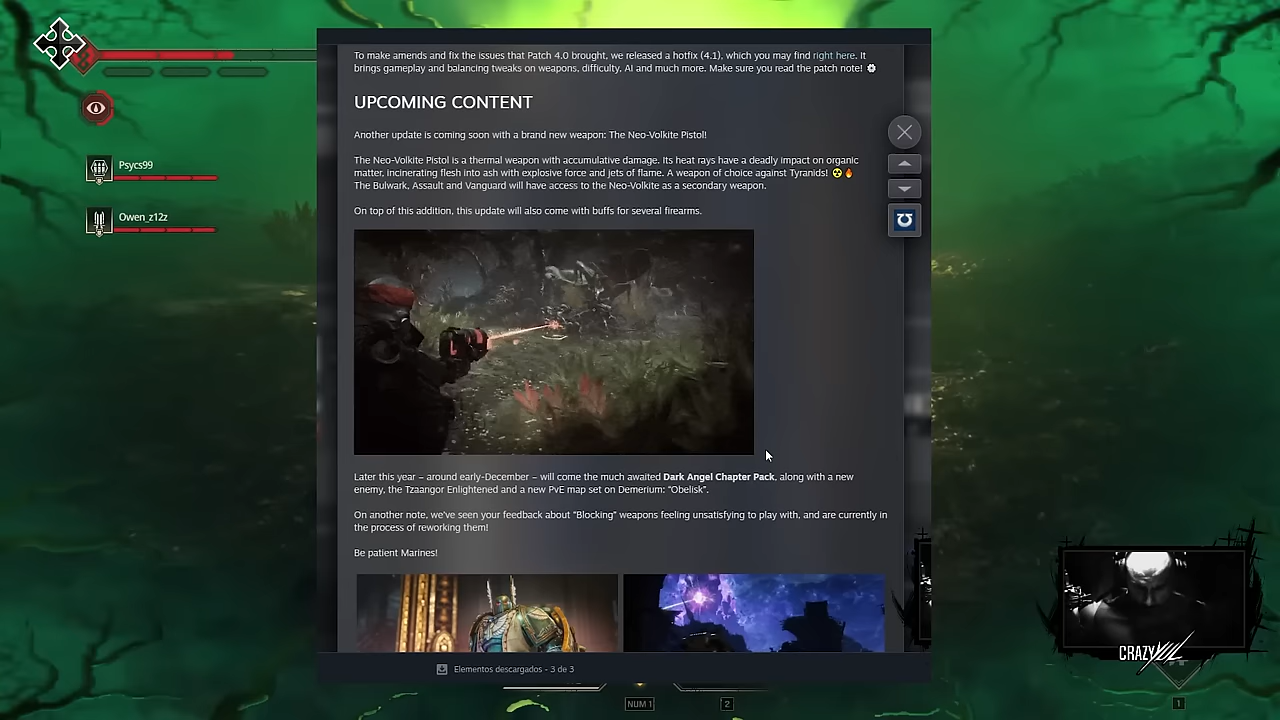 To make amends and fix the issues that Patch 4.0 brought, we released a hotfix (4.1), which you may find right here. It
brings gameplay and balancing tweaks on weapons, difficulty, AI and much more. Make sure you read the patch note!
UPCOMING CONTENT
Another update is coming soon with a brand new weapon: The Neo-Volkite Pistol!
The Neo-Volkite Pistol is a thermal weapon with accumulative damage. Its heat rays have a deadly impact on organic
matter, incinerating flesh into ash with explosive force and jets of flame. A weapon of choice against Tyranids! ☢️🔥
The Bulwark, Assault and Vanguard will have access to the Neo-Volkite as a secondary weapon.
On top of this addition, this update will also come with buffs for several firearms.
Psycs99
Owen_z12z
Later this year – around early-December – will come the much awaited Dark Angel Chapter Pack, along with a new
enemy, the Tzaangor Enlightened and a new PvE map set on Demerium: “Obelisk”.
On another note, we've seen your feedback about “Blocking” weapons feeling unsatisfying to play with, and are currently in
the process of reworking them!
Be patient Marines!
Elementos descargados - 3 de 3
CRAZY
NUM 1
2
1